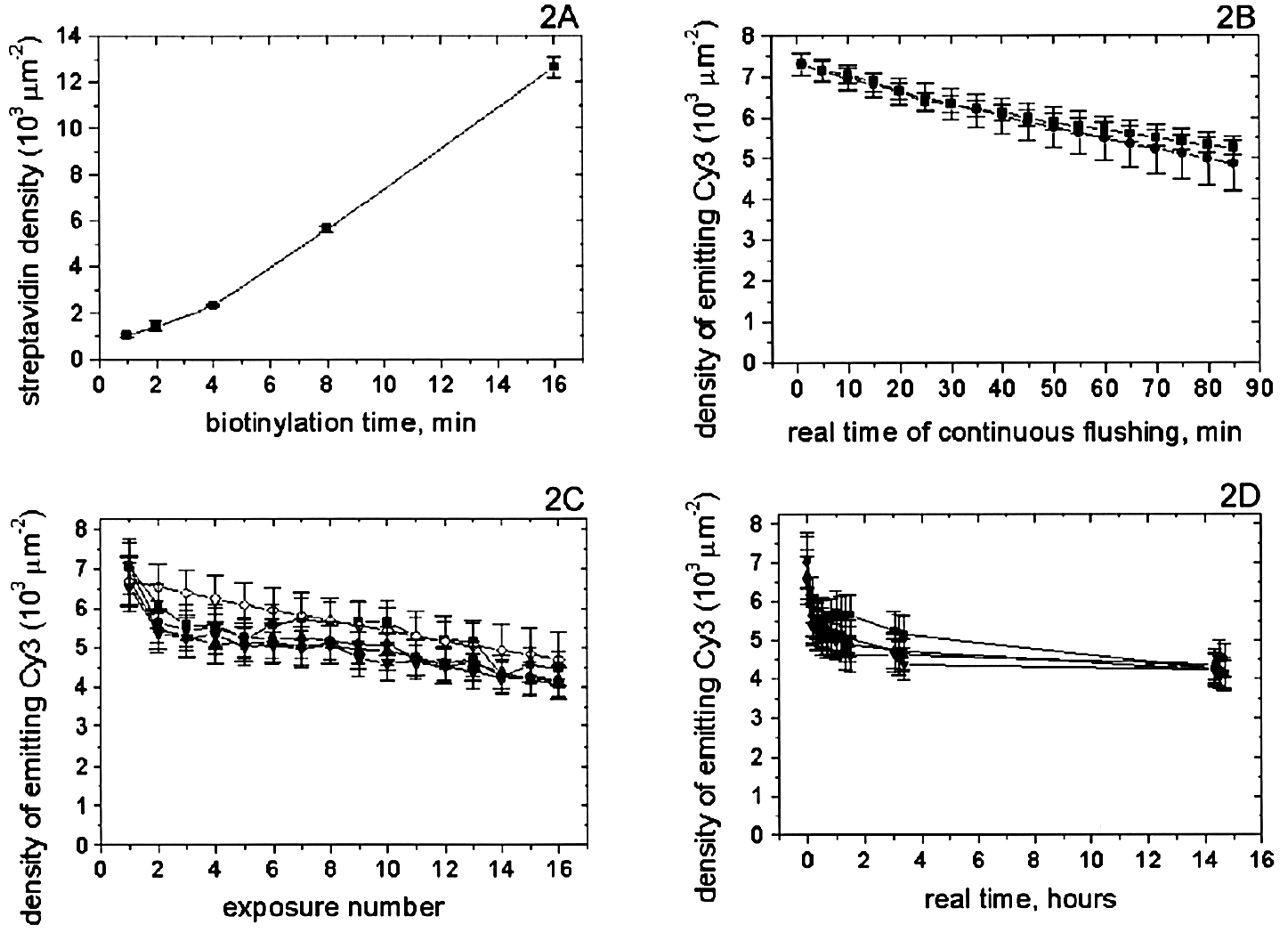 2A
streptavidin density (10³ μm⁻²)
14
12
10
8
6
4
2
0
0 2 4 6 8 10 12 14 16
biotinylation time, min
2B
density of emitting Cy3 (10³ μm⁻²)
8
7
6
5
4
3
2
1
0
0 10 20 30 40 50 60 70 80 90
real time of continuous flushing, min
2C
density of emitting Cy3 (10³ μm⁻²)
8
7
6
5
4
3
2
1
0
0 2 4 6 8 10 12 14 16
exposure number
2D
density of emitting Cy3 (10³ μm⁻²)
8
7
6
5
4
3
2
1
0
0 2 4 6 8 10 12 14 16
real time, hours